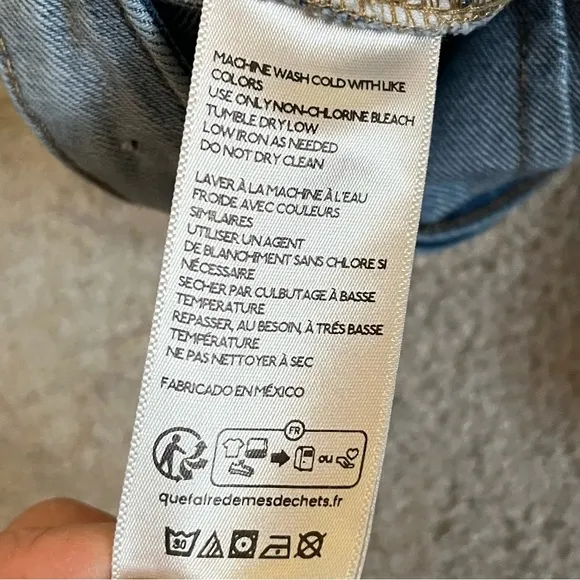 MACHINE WASH COLD WITH LIKE
COLORS
USE ONLY NON-CHLORINE BLEACH
TUMBLE DRY LOW
LOW IRON AS NEEDED
DO NOT DRY CLEAN
LAVER À LA MACHINE À L'EAU
FROIDE AVEC COULEURS
SIMILAIRES
UTILISER UN AGENT
DE BLANCHIMENT SANS CHLORE SI
NÉCESSAIRE
SECHER PAR CULBUTAGE À BASSE
TEMPERATURE
REPASSER, AU BESOIN, À TRÉS BASSE
TEMPÉRATURE
NE PAS NETTOYER À SEC
FABRICADO EN MÉXICO
FR
ou
quefairedemesdechets.fr
30